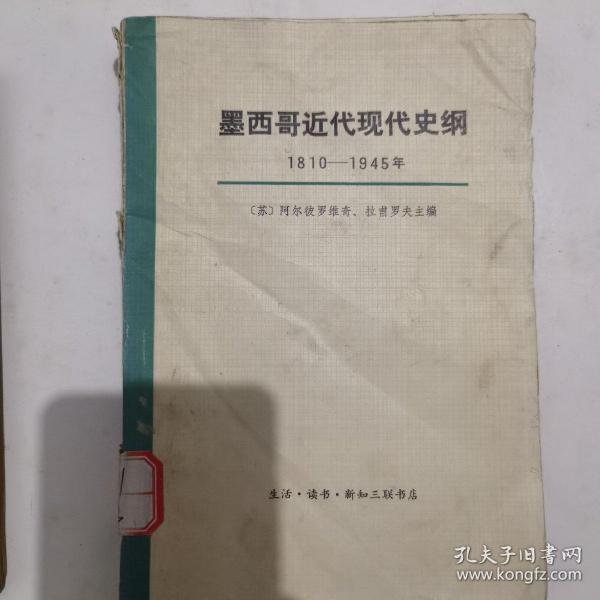 墨西哥近代现代史纲
1810—1945年
〔苏〕阿尔彼罗维奇、拉甫罗夫主编
生活·读书·新知三联书店
孔夫子旧书网
www.kongfz.com